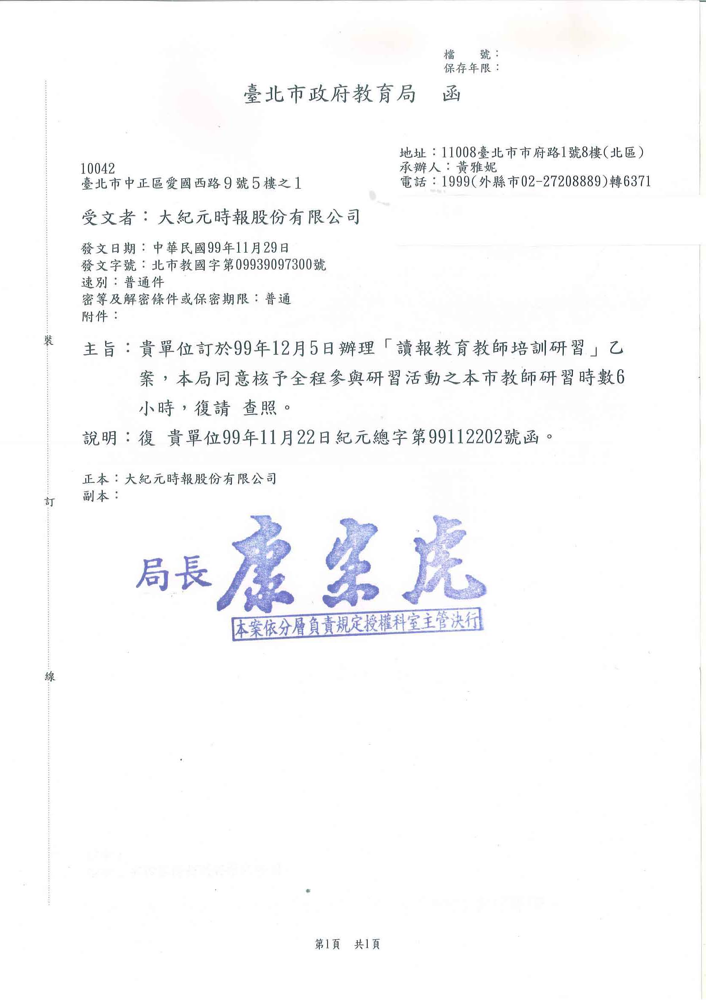 檔　　號：
保存年限：
臺北市政府教育局　函
地址：11008臺北市市府路1號8樓(北區)
承辦人：黃雅妮
電話：1999(外縣市02-27208889)轉6371
10042
臺北市中正區愛國西路９號５樓之１
受文者：大紀元時報股份有限公司
發文日期：中華民國99年11月29日
發文字號：北市教國字第09939097300號
速別：普通件
密等及解密條件或保密期限：普通
附件：
主旨：貴單位訂於99年12月5日辦理「讀報教育教師培訓研習」乙
案，本局同意核予全程參與研習活動之本市教師研習時數6
小時，復請 查照。
說明：復 貴單位99年11月22日紀元總字第99112202號函。
正本：大紀元時報股份有限公司
副本：
局長 康宗虎
本案依分層負責規定授權科室主管決行
裝
訂
線
第1頁　共1頁